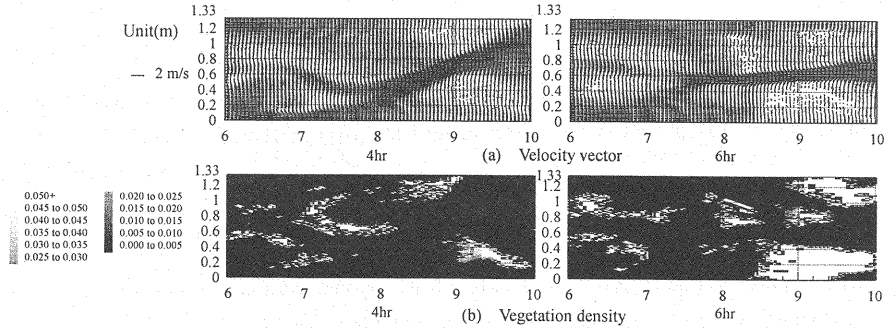 Unit(m)
2 m/s
1.33
1.2
1
0.8
0.6
0.4
0.2
0
6 7 8 9 10
4hr
1.33
1.2
1
0.8
0.6
0.4
0.2
0
6 7 8 9 10
6hr
(a) Velocity vector
0.050+
0.045 to 0.050
0.040 to 0.045
0.035 to 0.040
0.030 to 0.035
0.025 to 0.030
0.020 to 0.025
0.015 to 0.020
0.010 to 0.015
0.005 to 0.010
0.000 to 0.005
1.33
1.2
1
0.8
0.6
0.4
0.2
0
6 7 8 9 10
4hr
1.33
1.2
1
0.8
0.6
0.4
0.2
0
6 7 8 9 10
6hr
(b) Vegetation density